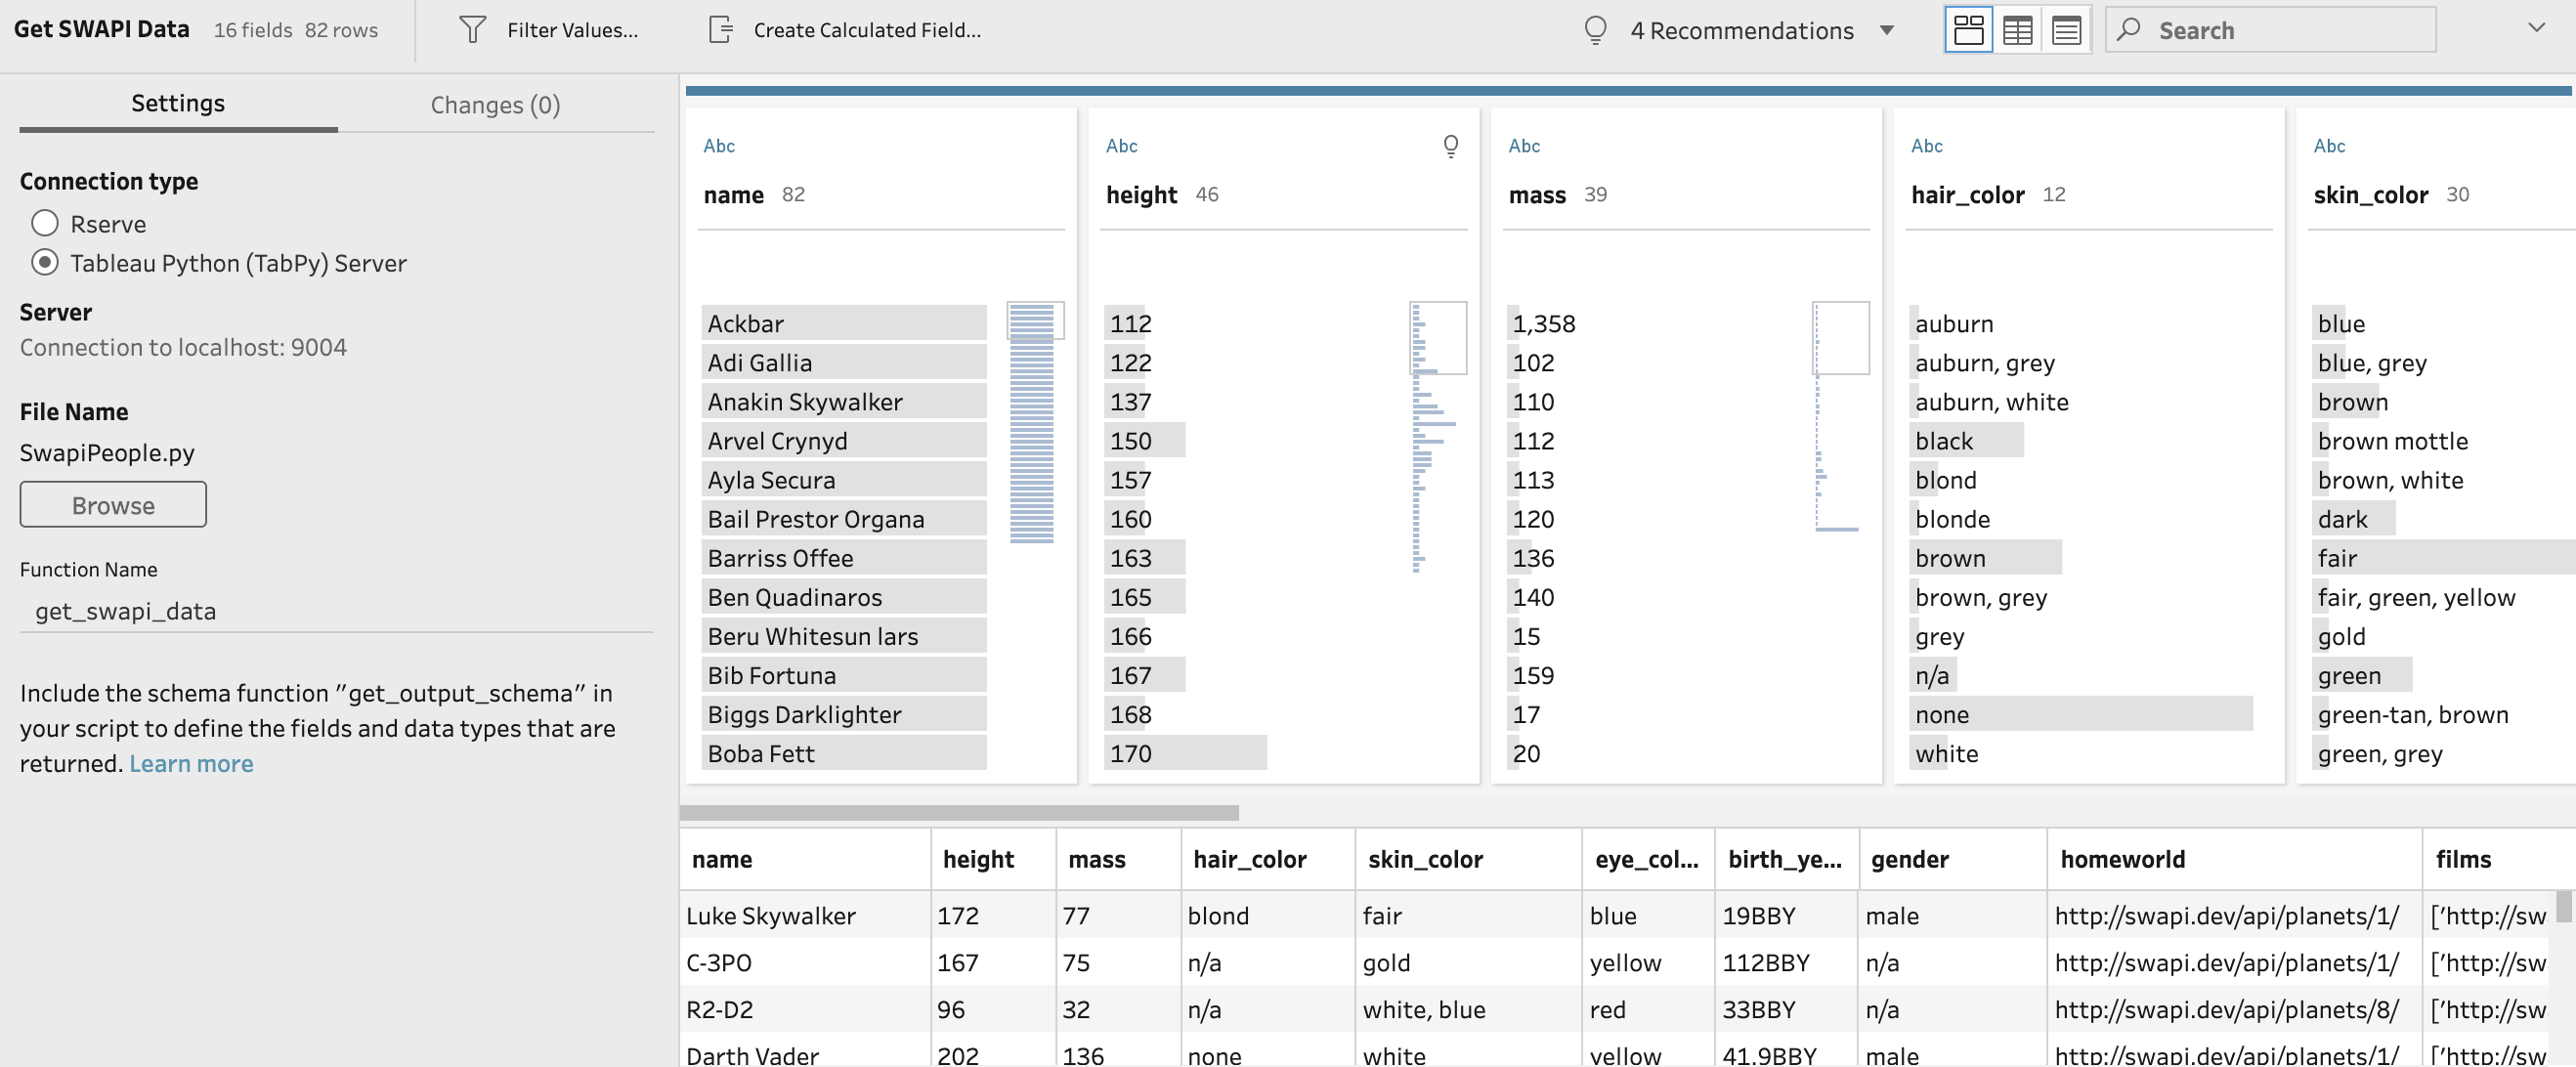 Get SWAPI Data 16 fields 82 rows Filter Values... Create Calculated Field... 4 Recommendations Search
Settings Changes (0)
Connection type
Rserve
Tableau Python (TabPy) Server
Server
Connection to localhost: 9004
File Name
SwapiPeople.py
Browse
Function Name
get_swapi_data
Include the schema function "get_output_schema" in
your script to define the fields and data types that are
returned. Learn more
Abc
name 82
Ackbar
Adi Gallia
Anakin Skywalker
Arvel Crynyd
Ayla Secura
Bail Prestor Organa
Barriss Offee
Ben Quadinaros
Beru Whitesun lars
Bib Fortuna
Biggs Darklighter
Boba Fett
Abc
height 46
112
122
137
150
157
160
163
165
166
167
168
170
Abc
mass 39
1,358
102
110
112
113
120
136
140
15
159
17
20
Abc
hair_color 12
auburn
auburn, grey
auburn, white
black
blond
blonde
brown
brown, grey
grey
n/a
none
white
Abc
skin_color 30
blue
blue, grey
brown
brown mottle
brown, white
dark
fair
fair, green, yellow
gold
green
green-tan, brown
green, grey
name height mass hair_color skin_color eye_col... birth_ye... gender homeworld films
Luke Skywalker 172 77 blond fair blue 19BBY male http://swapi.dev/api/planets/1/ ['http://sw
C-3PO 167 75 n/a gold yellow 112BBY n/a http://swapi.dev/api/planets/1/ ['http://sw
R2-D2 96 32 n/a white, blue red 33BBY n/a http://swapi.dev/api/planets/8/ ['http://sw
Darth Vader 202 136 none white yellow 41.9BBY male http://swapi.dev/api/planets/1/ ['http://sw